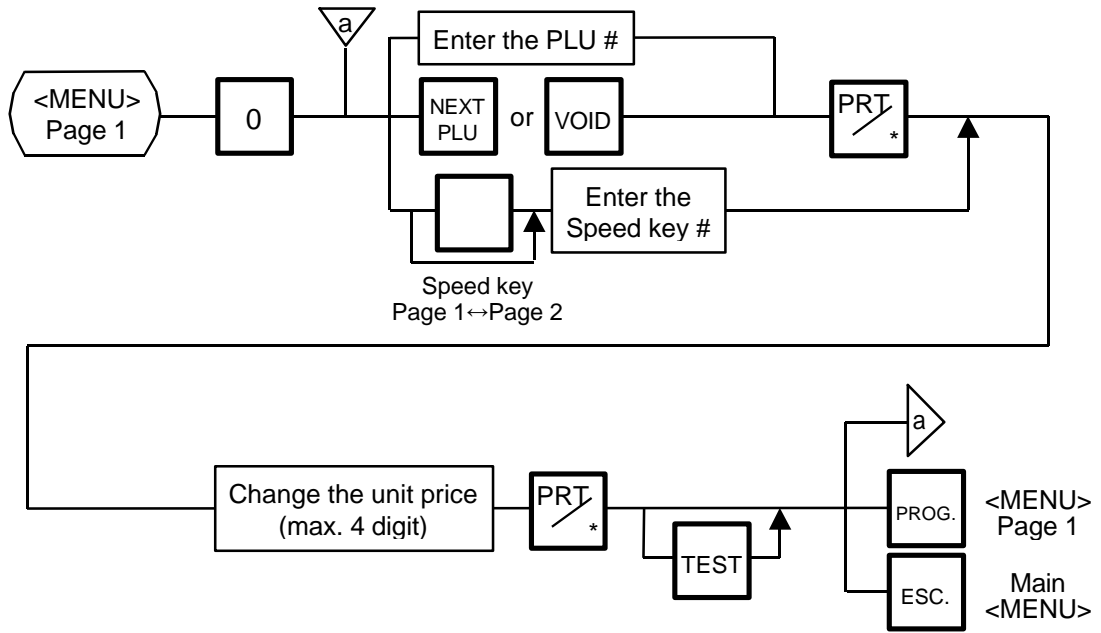 a
Enter the PLU #
<MENU>
Page 1
0
NEXT
PLU
or
VOID
PRT
*
Enter the
Speed key #
Speed key
Page 1↔Page 2
a
Change the unit price
(max. 4 digit)
PRT
*
TEST
PROG.
<MENU>
Page 1
ESC.
Main
<MENU>